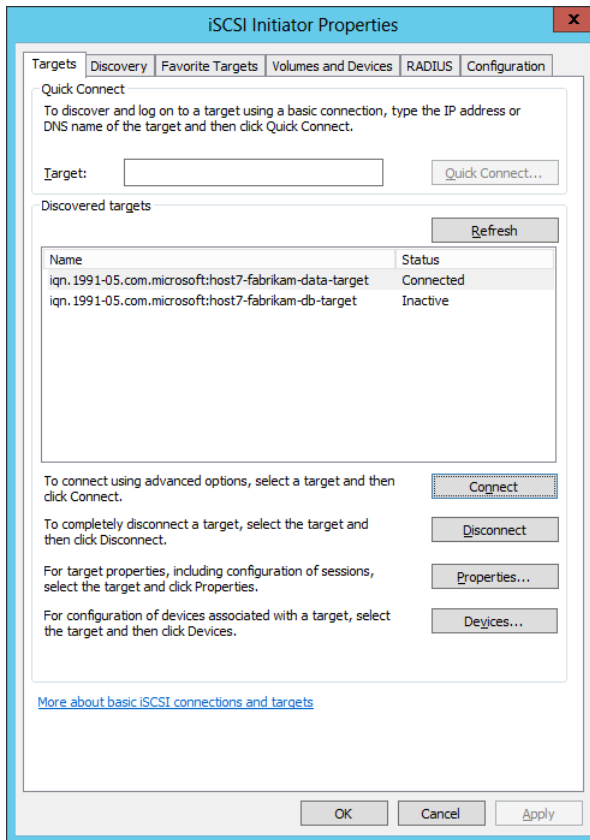 iSCSI Initiator Properties
x
Targets Discovery Favorite Targets Volumes and Devices RADIUS Configuration
Quick Connect
To discover and log on to a target using a basic connection, type the IP address or
DNS name of the target and then click Quick Connect.
Target:
Quick Connect...
Discovered targets
Refresh
Name Status
iqn.1991-05.com.microsoft:host7-fabrikam-data-target Connected
iqn.1991-05.com.microsoft:host7-fabrikam-db-target Inactive
To connect using advanced options, select a target and then
click Connect.
Connect
To completely disconnect a target, select the target and
then click Disconnect.
Disconnect
For target properties, including configuration of sessions,
select the target and click Properties.
Properties...
For configuration of devices associated with a target, select
the target and then click Devices.
Devices...
More about basic iSCSI connections and targets
OK Cancel Apply